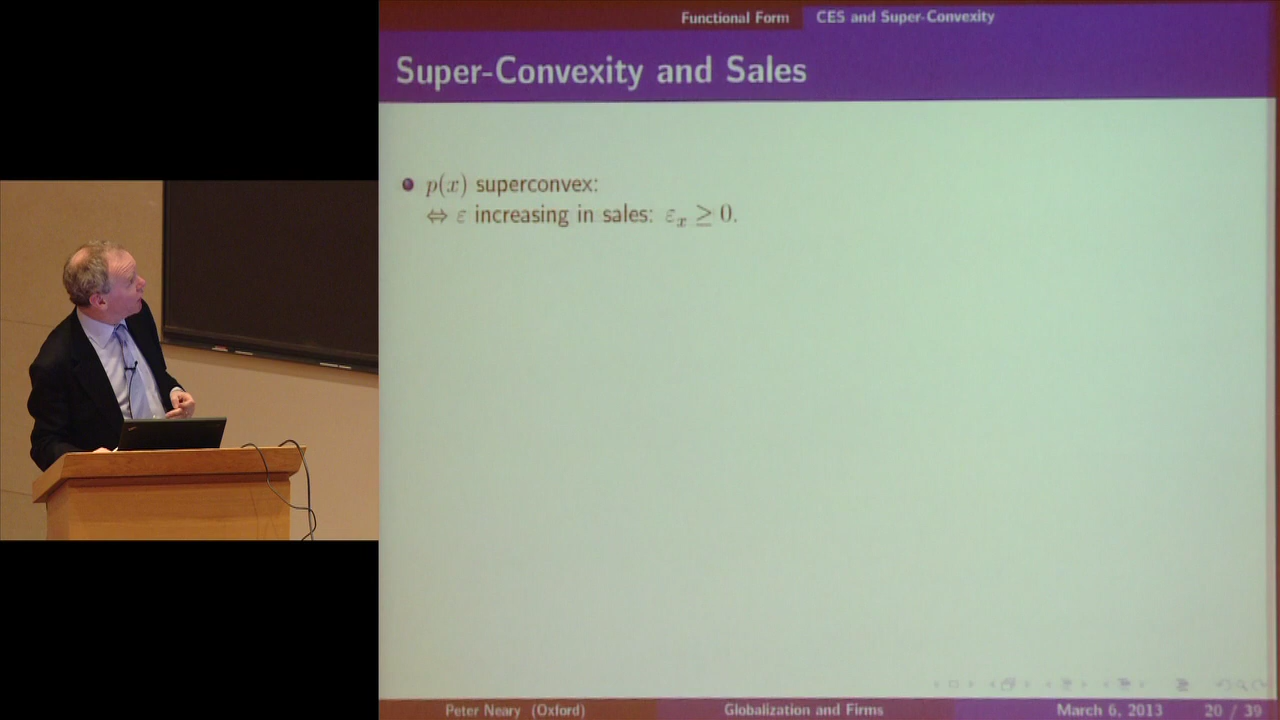 Functional Form CES and Super-Convexity
Super-Convexity and Sales
p(x) superconvex:
⇔ ε increasing in sales: εₓ ≥ 0.
Peter Neary (Oxford) Globalization and Firms March 6, 2013 20 / 39